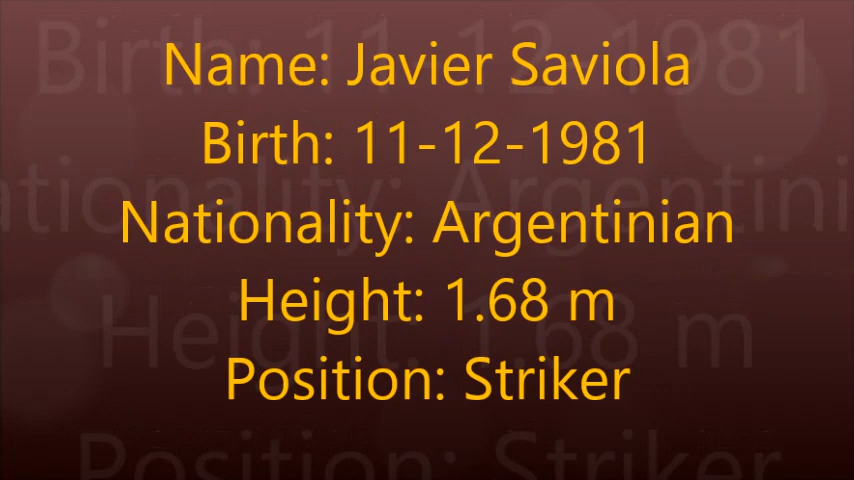 Name: Javier Saviola
Birth: 11-12-1981
Nationality: Argentinian
Height: 1.68 m
Position: Striker